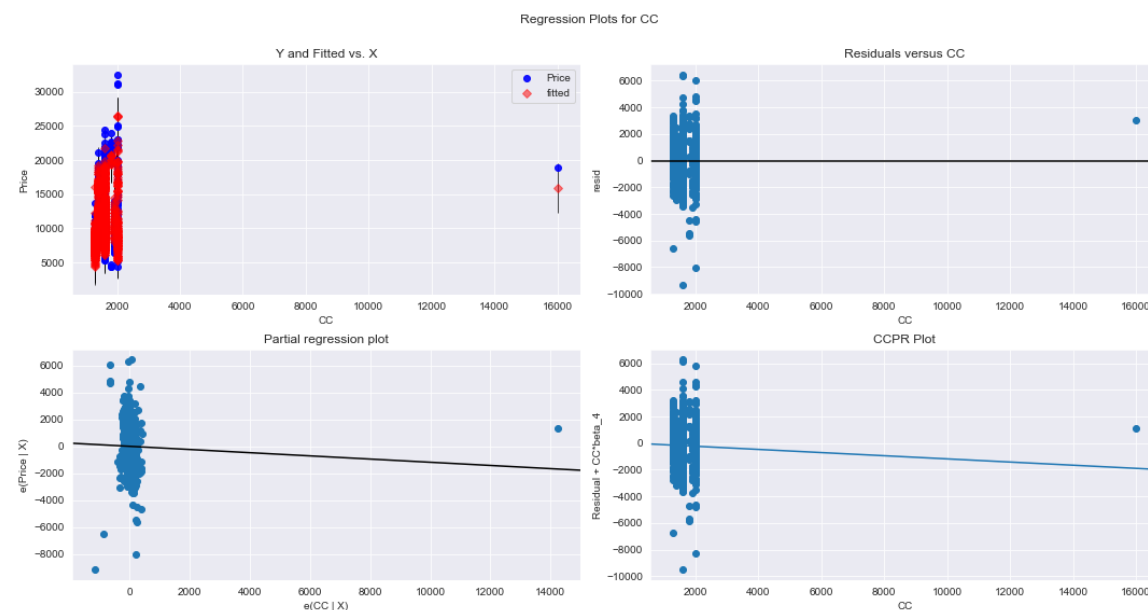 Regression Plots for CC
Y and Fitted vs. X
Price
fitted
Price
30000
25000
20000
15000
10000
5000
2000 4000 6000 8000 10000 12000 14000 16000
CC
Residuals versus CC
resid
6000
4000
2000
0
−2000
−4000
−6000
−8000
−10000
2000 4000 6000 8000 10000 12000 14000 16000
CC
Partial regression plot
e(Price | X)
6000
4000
2000
0
−2000
−4000
−6000
−8000
0 2000 4000 6000 8000 10000 12000 14000
e(CC | X)
CCPR Plot
Residual + CC*beta_4
6000
4000
2000
0
−2000
−4000
−6000
−8000
−10000
2000 4000 6000 8000 10000 12000 14000 16000
CC